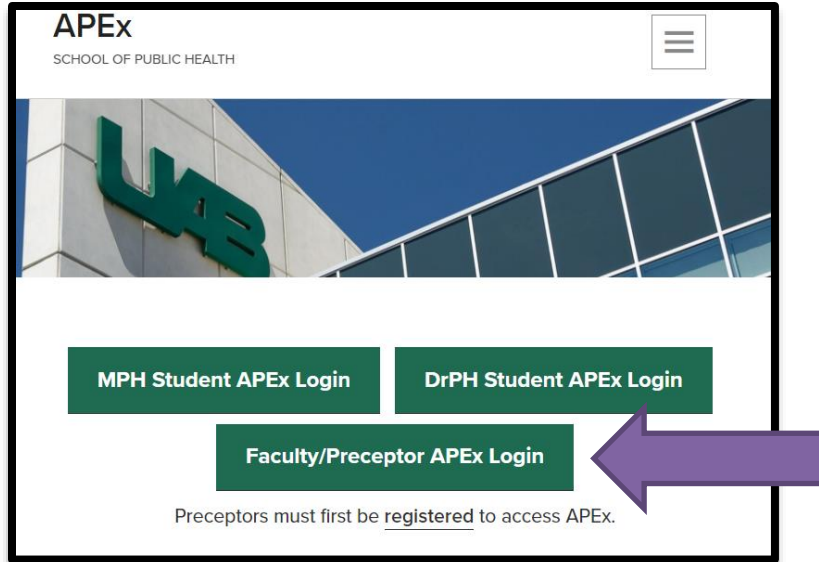 APEx
SCHOOL OF PUBLIC HEALTH
UAB
MPH Student APEx Login
DrPH Student APEx Login
Faculty/Preceptor APEx Login
Preceptors must first be registered to access APEx.